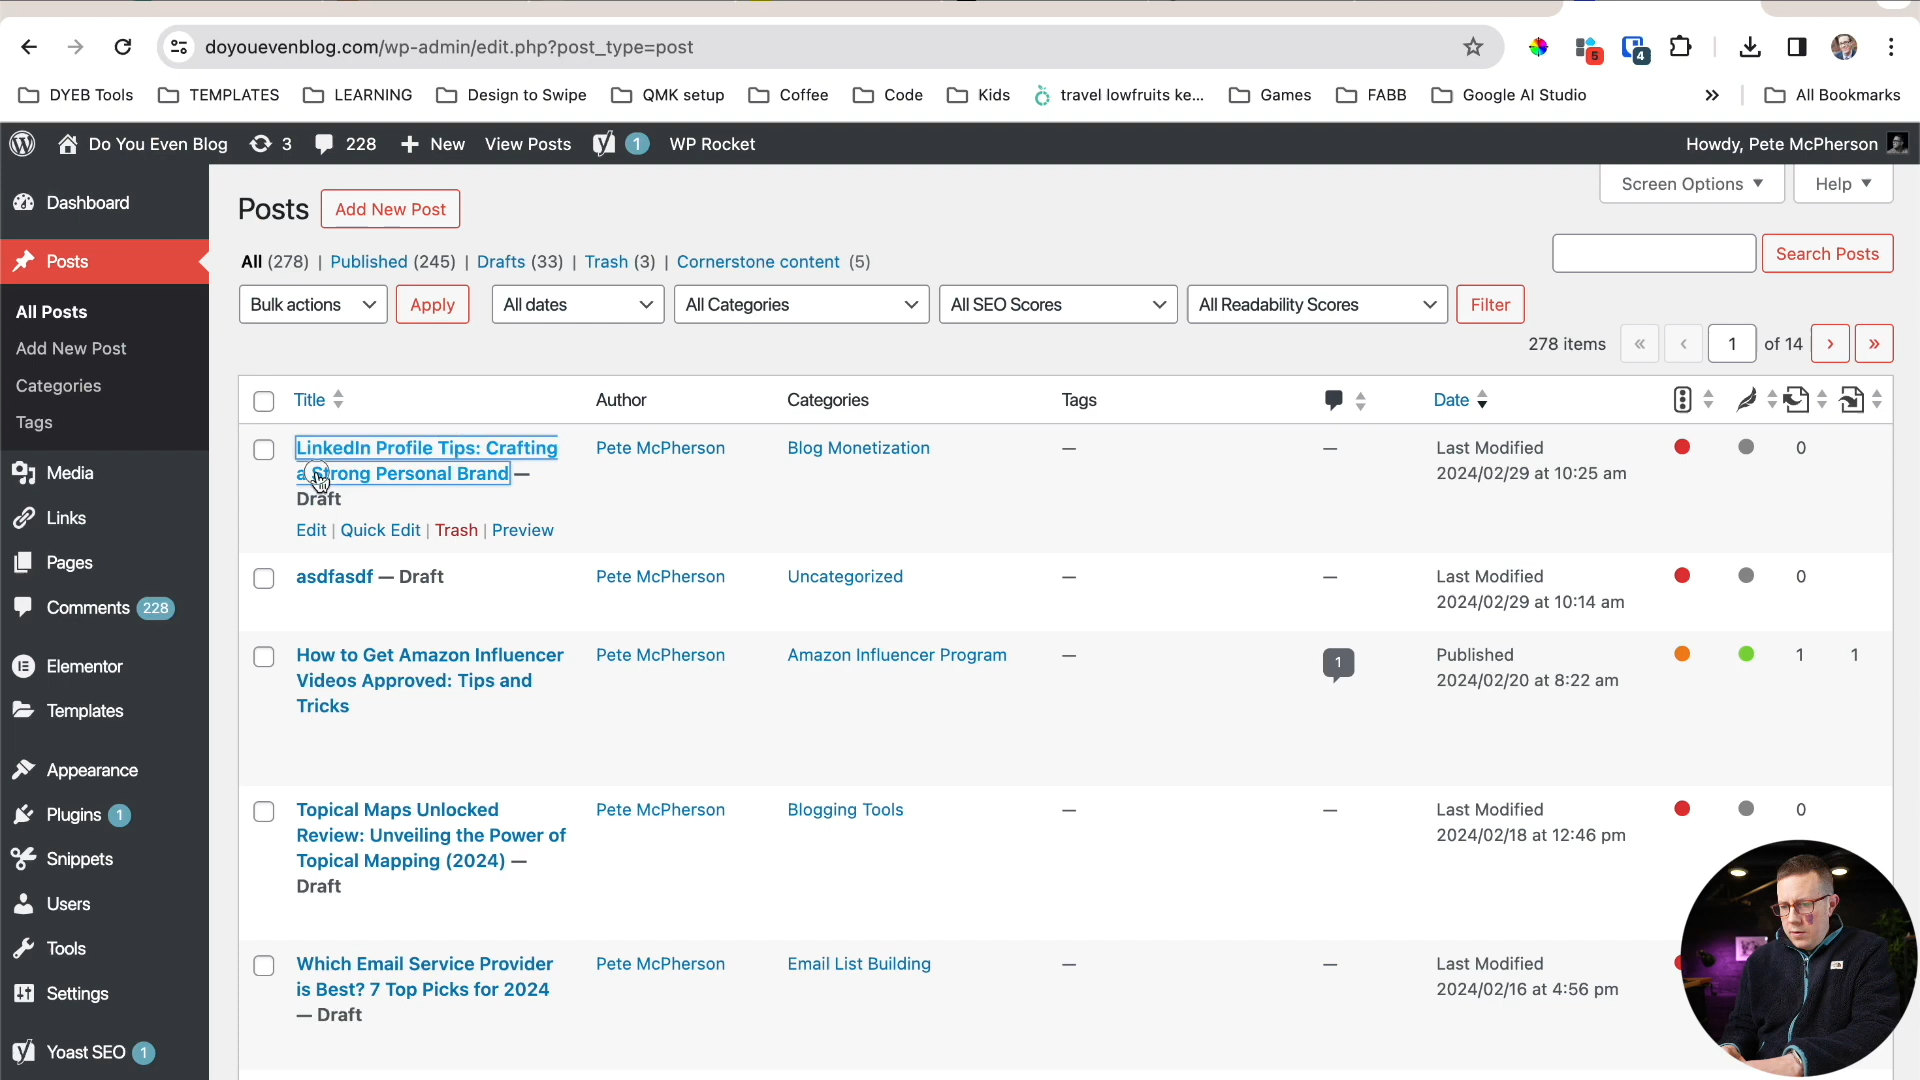 doyouevenblog.com/wp-admin/edit.php?post_type=post
5
4
DYEB Tools
TEMPLATES
LEARNING
Design to Swipe
QMK setup
Coffee
Code
Kids
travel lowfruits ke...
Games
FABB
Google AI Studio
All Bookmarks
Do You Even Blog
3
228
New
View Posts
1
WP Rocket
Howdy, Pete McPherson
Dashboard
Posts
All Posts
Add New Post
Categories
Tags
Media
Links
Pages
Comments 228
Elementor
Templates
Appearance
Plugins 1
Snippets
Users
Tools
Settings
Yoast SEO 1
Screen Options
Help
Posts
Add New Post
All (278) | Published (245) | Drafts (33) | Trash (3) | Cornerstone content (5)
Search Posts
Bulk actions
Apply
All dates
All Categories
All SEO Scores
All Readability Scores
Filter
278 items
«
‹
1
of 14
›
»
Title
Author
Categories
Tags
Date
LinkedIn Profile Tips: Crafting
a Strong Personal Brand —
Draft
Edit | Quick Edit | Trash | Preview
Pete McPherson
Blog Monetization
—
—
Last Modified
2024/02/29 at 10:25 am
0
asdfasdf — Draft
Pete McPherson
Uncategorized
—
—
Last Modified
2024/02/29 at 10:14 am
0
How to Get Amazon Influencer
Videos Approved: Tips and
Tricks
Pete McPherson
Amazon Influencer Program
—
1
Published
2024/02/20 at 8:22 am
1
1
Topical Maps Unlocked
Review: Unveiling the Power of
Topical Mapping (2024) —
Draft
Pete McPherson
Blogging Tools
—
—
Last Modified
2024/02/18 at 12:46 pm
0
Which Email Service Provider
is Best? 7 Top Picks for 2024
— Draft
Pete McPherson
Email List Building
—
—
Last Modified
2024/02/16 at 4:56 pm